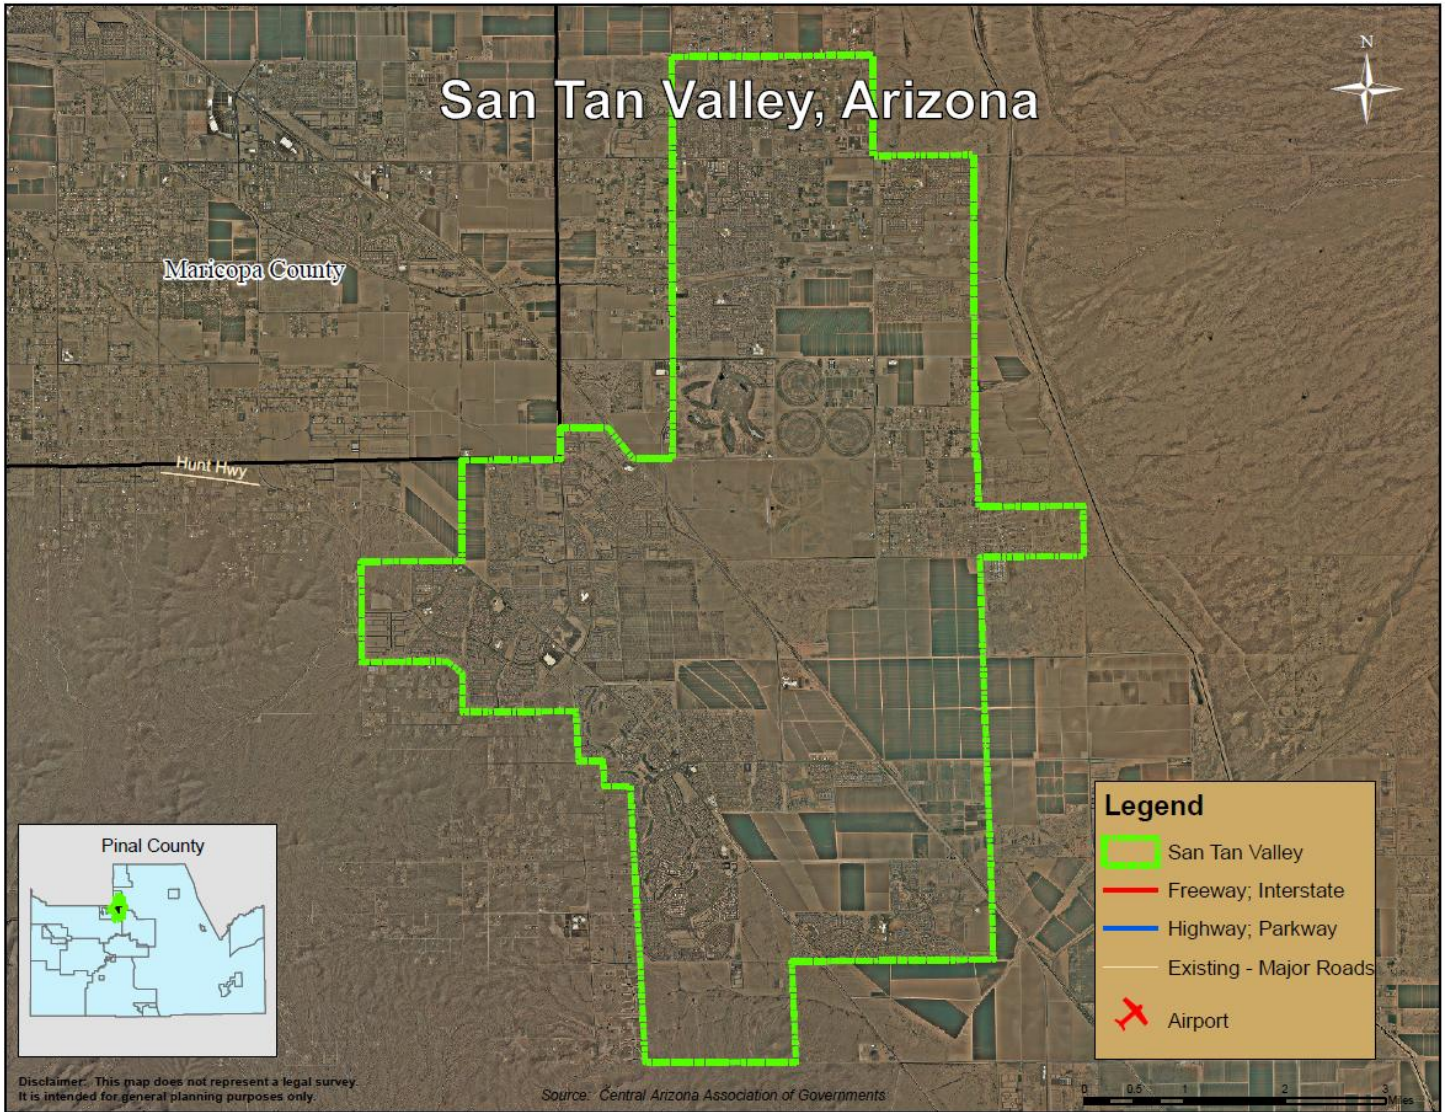 N
San Tan Valley, Arizona
Maricopa County
Hunt Hwy
Pinal County
Legend
San Tan Valley
Freeway; Interstate
Highway; Parkway
Existing - Major Roads
Airport
Disclaimer: This map does not represent a legal survey.
It is intended for general planning purposes only.
Source: Central Arizona Association of Governments
0 0.5 1 2 3
Miles